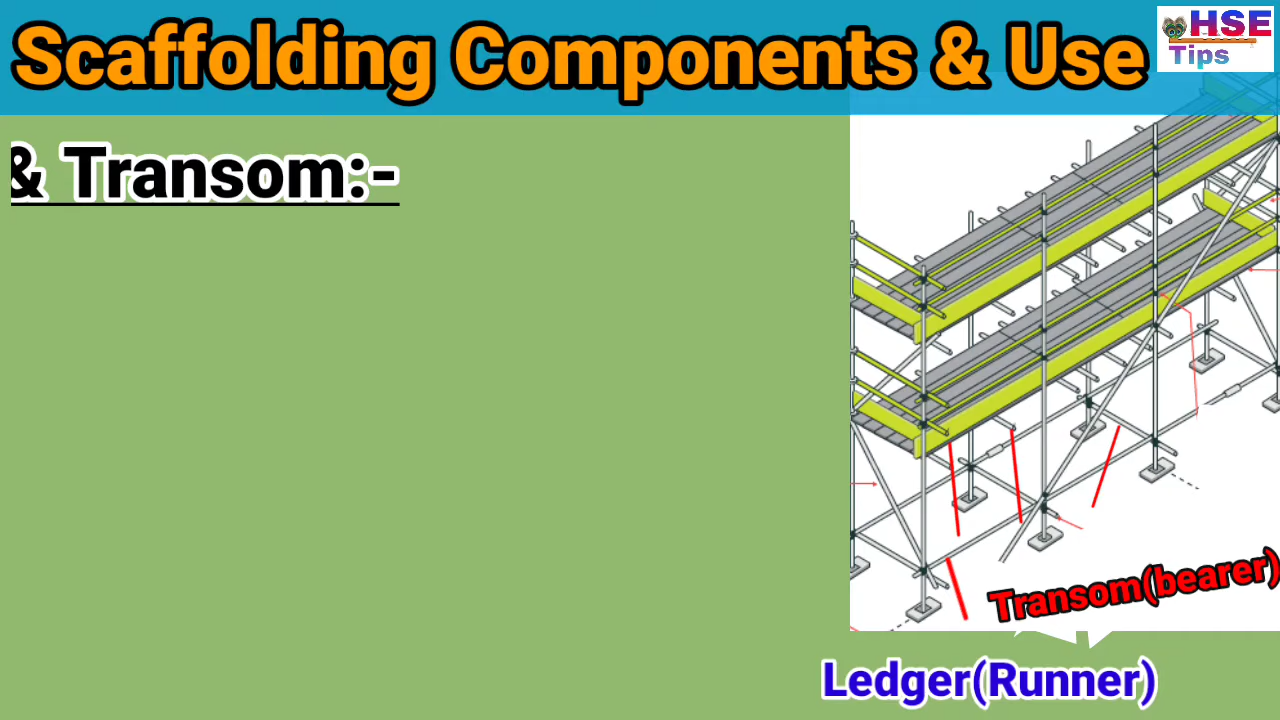 Scaffolding Components & Use
HSE
Tips
& Transom:-
Transom(bearer)
Ledger(Runner)